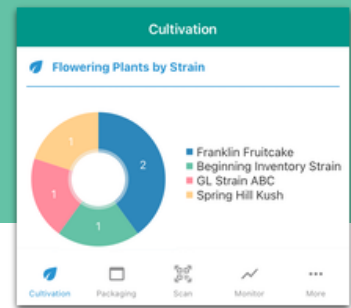 Cultivation
Flowering Plants by Strain
1
2
1
1
Franklin Fruitcake
Beginning Inventory Strain
GL Strain ABC
Spring Hill Kush
Cultivation
Packaging
Scan
Monitor
More